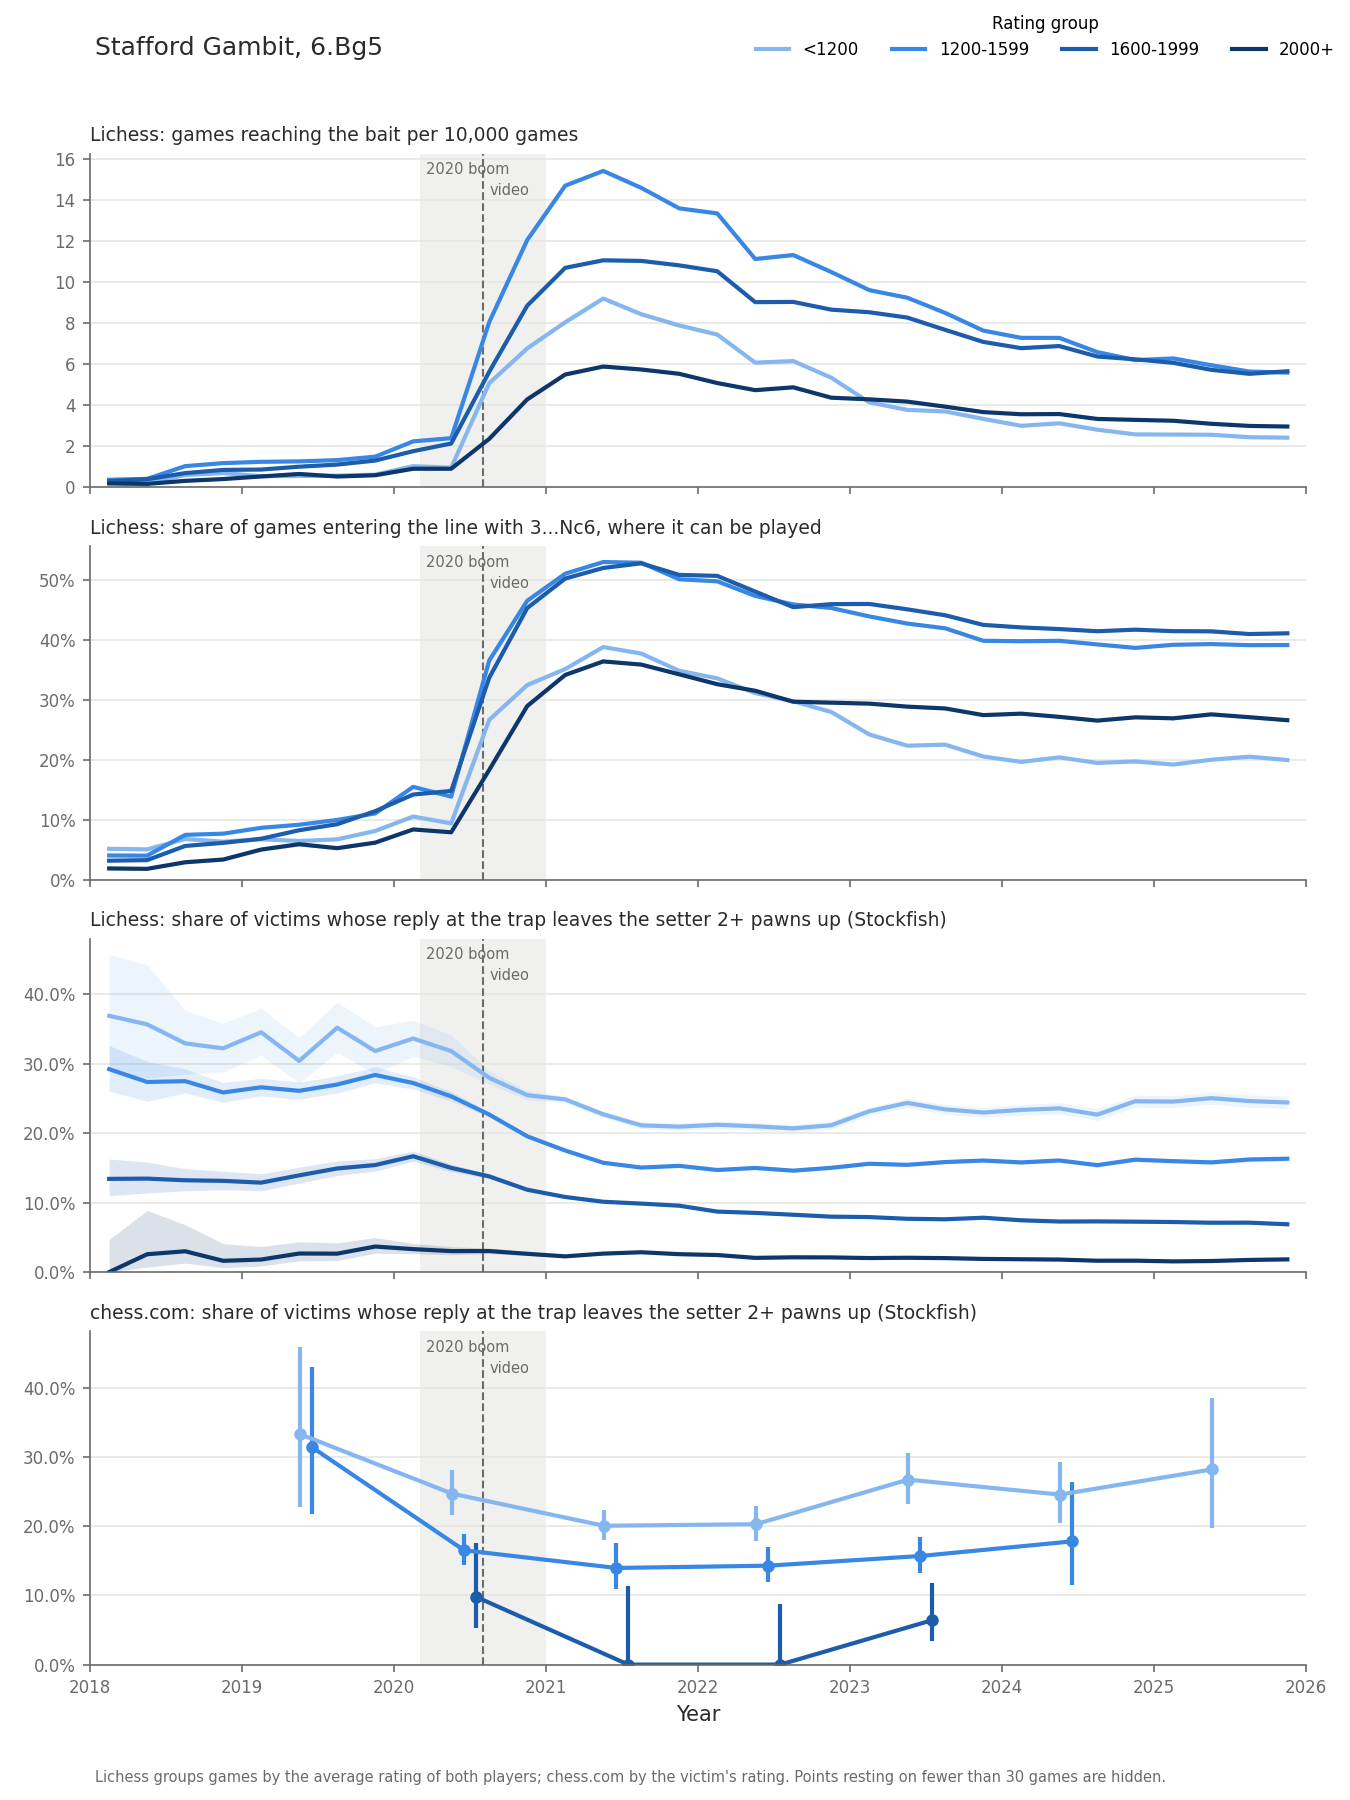 Stafford Gambit, 6.Bg5
Rating group
<1200 1200-1599 1600-1999 2000+
Lichess: games reaching the bait per 10,000 games
16
14
12
10
8
6
4
2
0
2020 boom
video
Lichess: share of games entering the line with 3...Nc6, where it can be played
50%
40%
30%
20%
10%
0%
2020 boom
video
Lichess: share of victims whose reply at the trap leaves the setter 2+ pawns up (Stockfish)
40.0%
30.0%
20.0%
10.0%
0.0%
2020 boom
video
chess.com: share of victims whose reply at the trap leaves the setter 2+ pawns up (Stockfish)
40.0%
30.0%
20.0%
10.0%
0.0%
2020 boom
video
2018 2019 2020 2021 2022 2023 2024 2025 2026
Year
Lichess groups games by the average rating of both players; chess.com by the victim's rating. Points resting on fewer than 30 games are hidden.